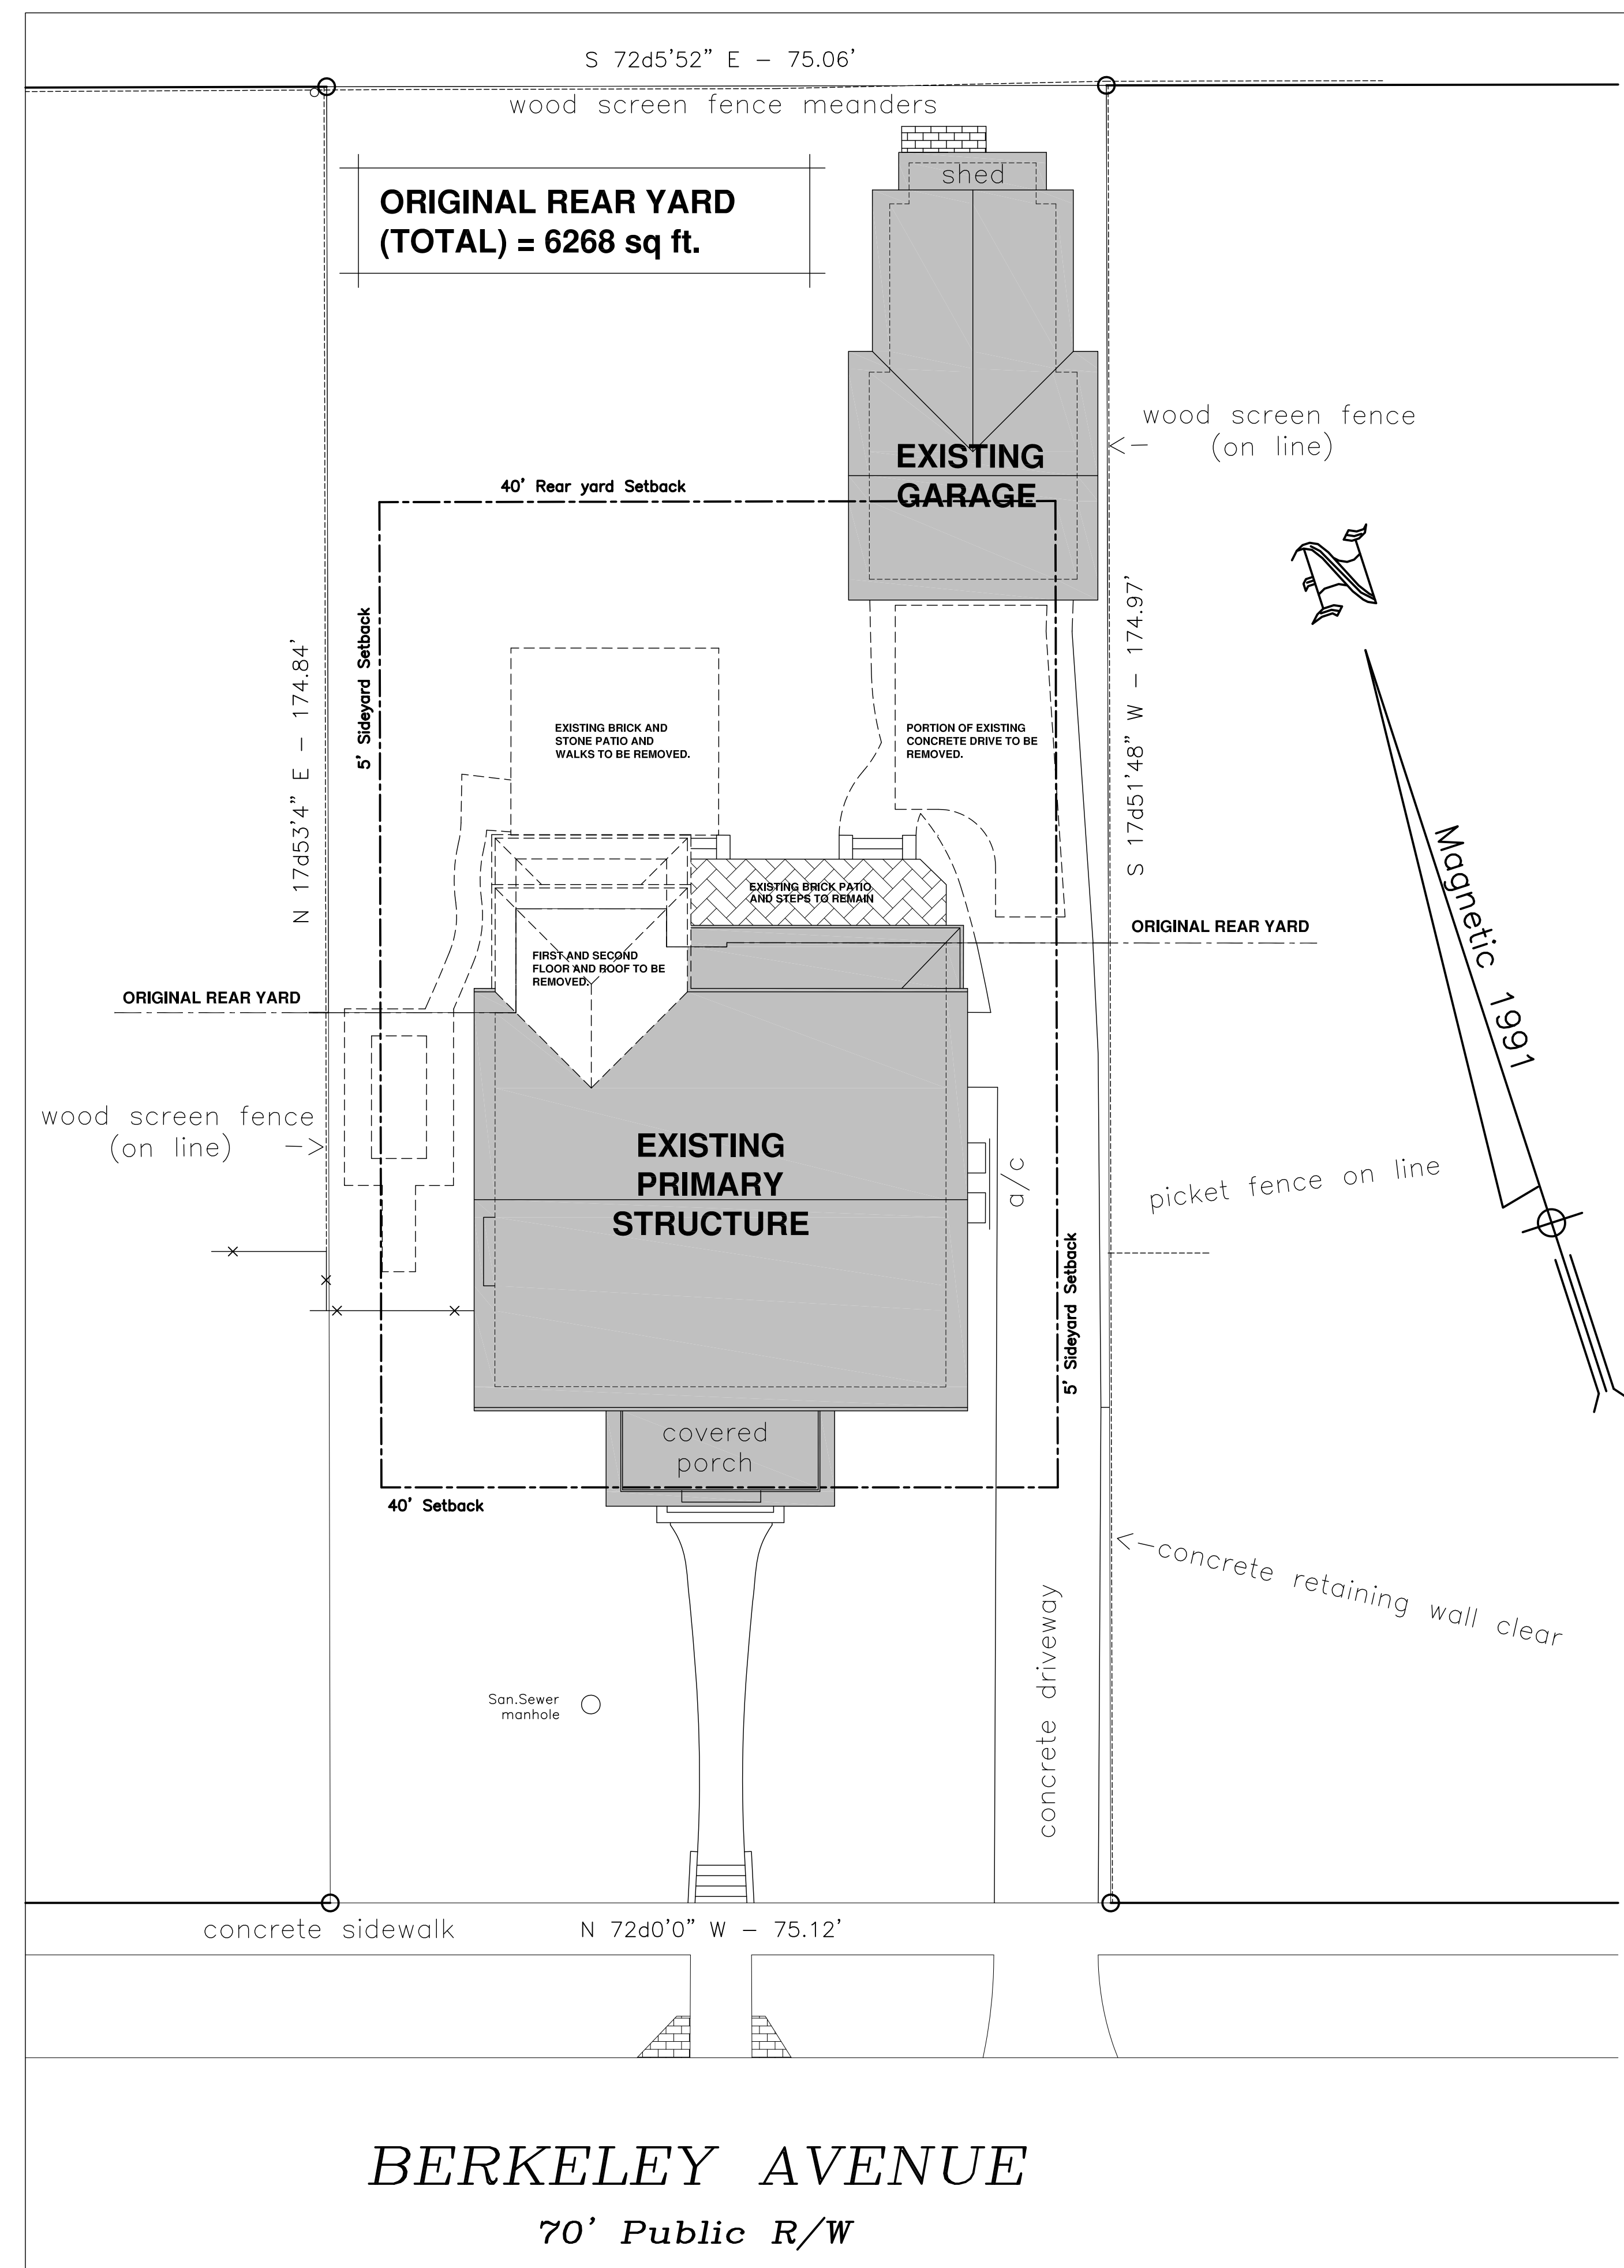 S 72d5'52" E – 75.06'
wood screen fence meanders
shed
ORIGINAL REAR YARD
(TOTAL) = 6268 sq ft.
wood screen fence
(on line)
EXISTING
GARAGE
40' Rear yard Setback
5' Sideyard Setback
N 17d53'4" E – 174.84'
S 17d51'48" W – 174.97'
N
Magnetic 1991
EXISTING BRICK AND
STONE PATIO AND
WALKS TO BE REMOVED.
PORTION OF EXISTING
CONCRETE DRIVE TO BE
REMOVED.
EXISTING BRICK PATIO
AND STEPS TO REMAIN
ORIGINAL REAR YARD
FIRST AND SECOND
FLOOR AND ROOF TO BE
REMOVED.
ORIGINAL REAR YARD
wood screen fence
(on line)
EXISTING
PRIMARY
STRUCTURE
a/c
picket fence on line
5' Sideyard Setback
covered
porch
40' Setback
concrete retaining wall clear
concrete driveway
San.Sewer
manhole
concrete sidewalk
N 72d0'0" W – 75.12'
BERKELEY AVENUE
70' Public R/W